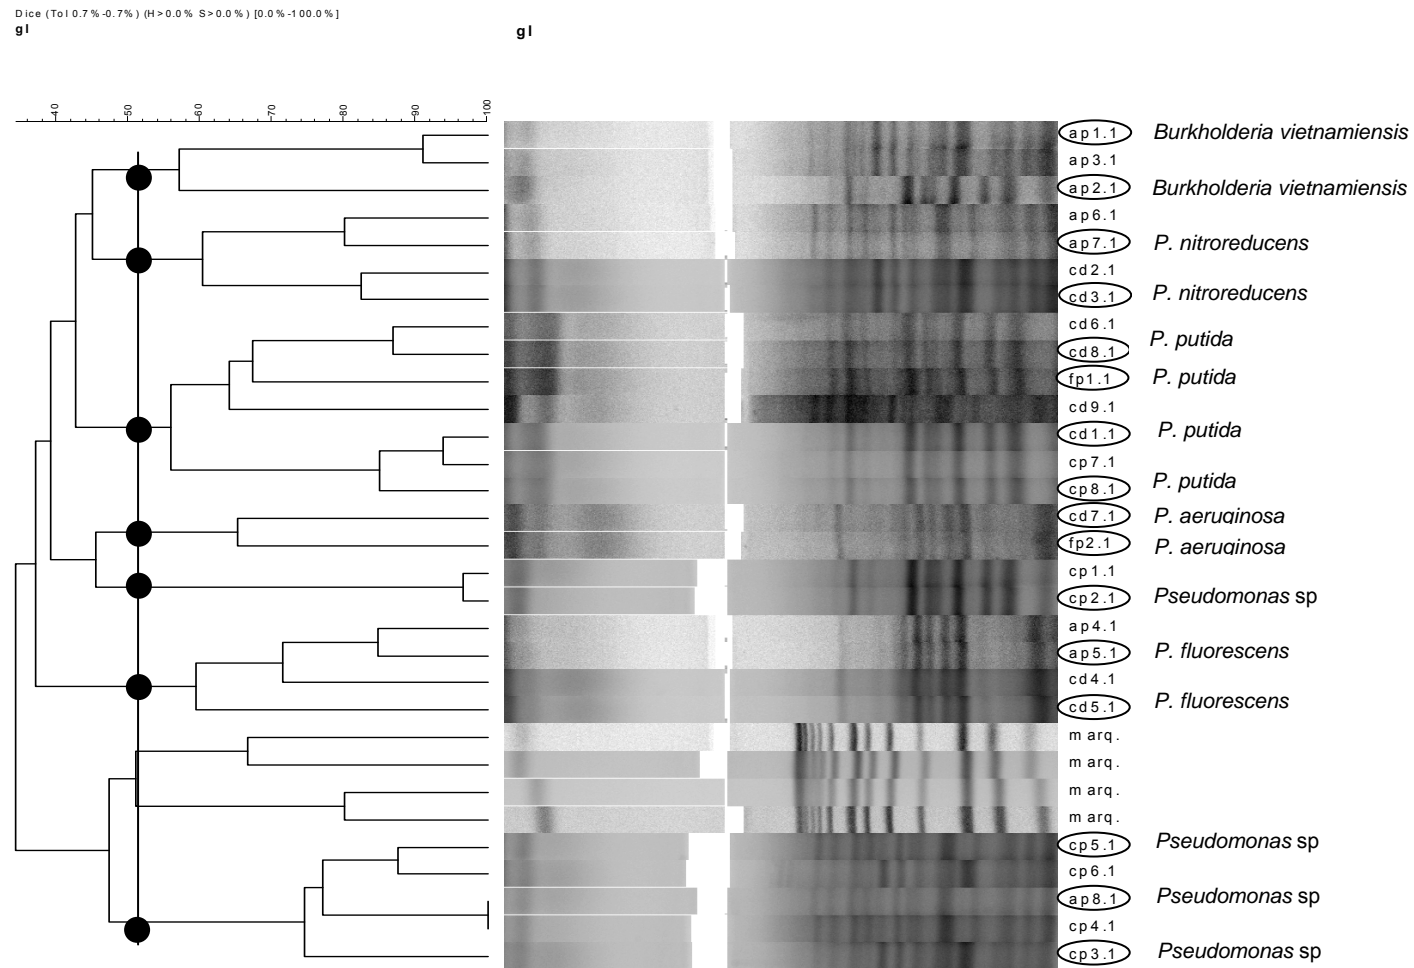 Dice (Tol 0.7%-0.7%) (H>0.0% S>0.0%) [0.0%-100.0%]
gl gl
40 50 60 70 80 90 100
ap1.1 Burkholderia vietnamiensis
ap3.1
ap2.1 Burkholderia vietnamiensis
ap6.1
ap7.1 P. nitroreducens
cd2.1
cd3.1 P. nitroreducens
cd6.1
cd8.1 P. putida
fp1.1 P. putida
cd9.1
cd1.1 P. putida
cp7.1
cp8.1 P. putida
cd7.1 P. aeruginosa
fp2.1 P. aeruginosa
cp1.1
cp2.1 Pseudomonas sp
ap4.1
ap5.1 P. fluorescens
cd4.1
cd5.1 P. fluorescens
marq.
marq.
marq.
marq.
cp5.1 Pseudomonas sp
cp6.1
ap8.1 Pseudomonas sp
cp4.1
cp3.1 Pseudomonas sp